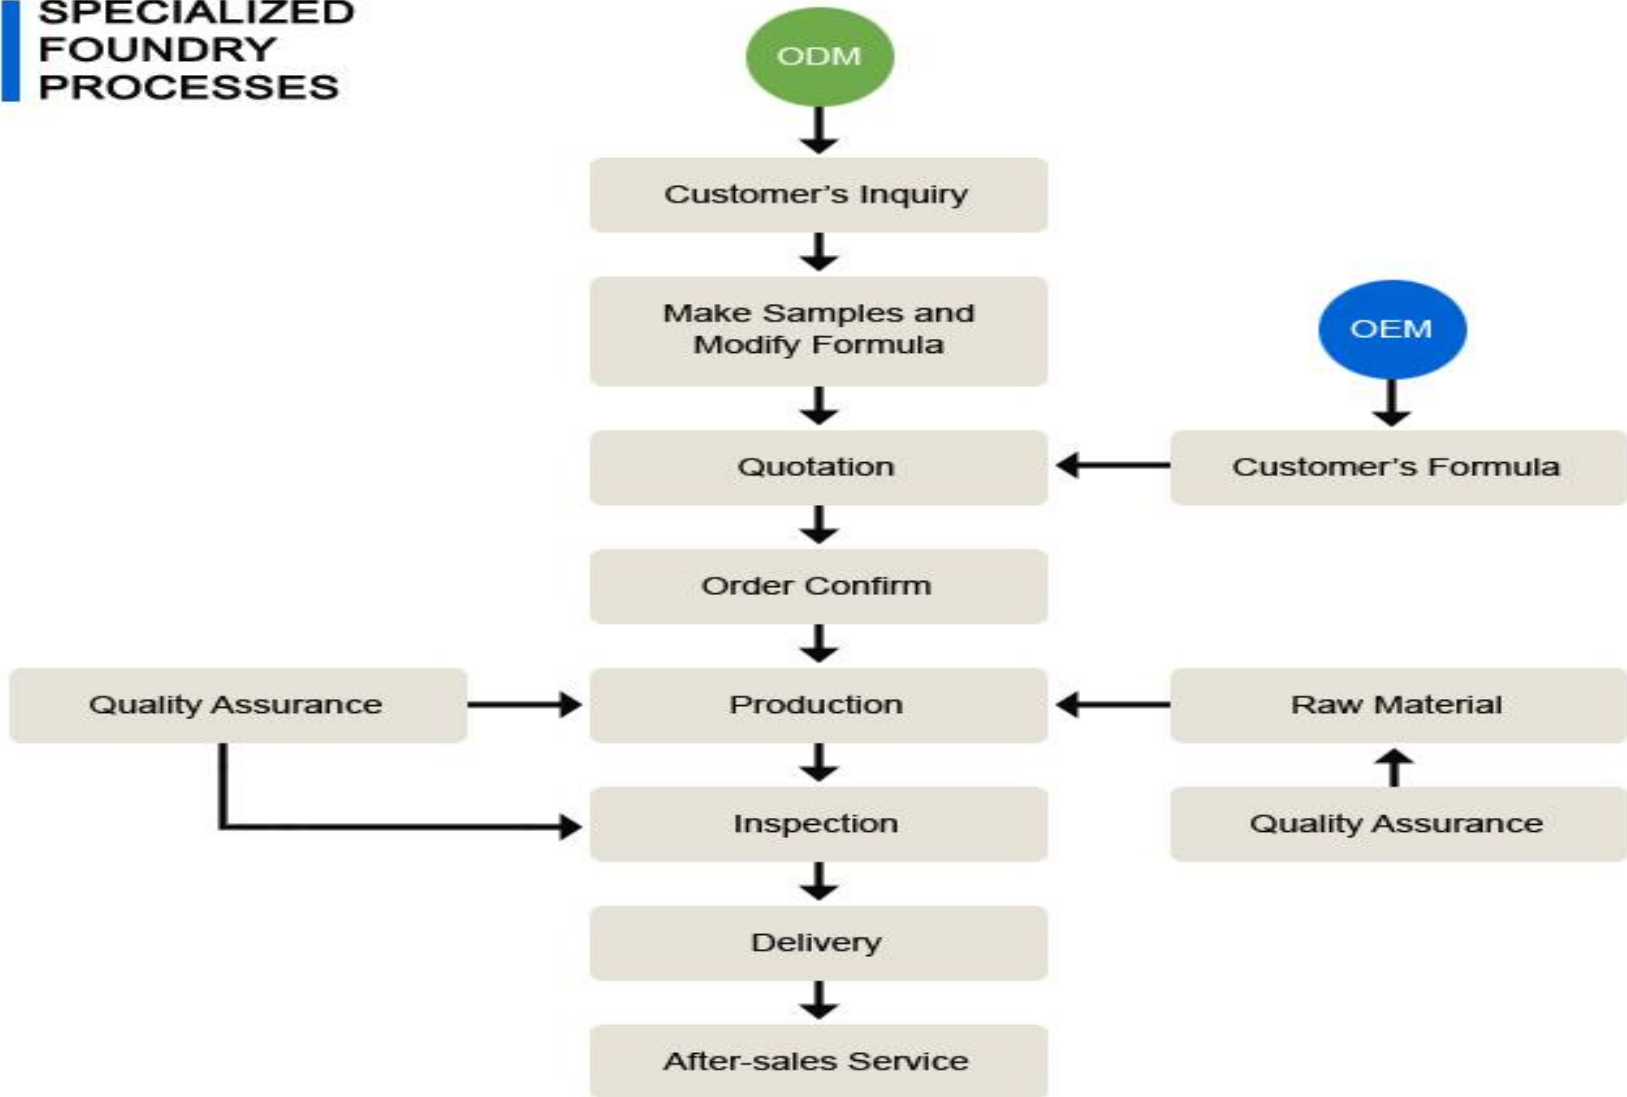 SPECIALIZED
FOUNDRY
PROCESSES
ODM
Customer's Inquiry
Make Samples and
Modify Formula
OEM
Quotation
Customer's Formula
Order Confirm
Quality Assurance
Production
Raw Material
Inspection
Quality Assurance
Delivery
After-sales Service